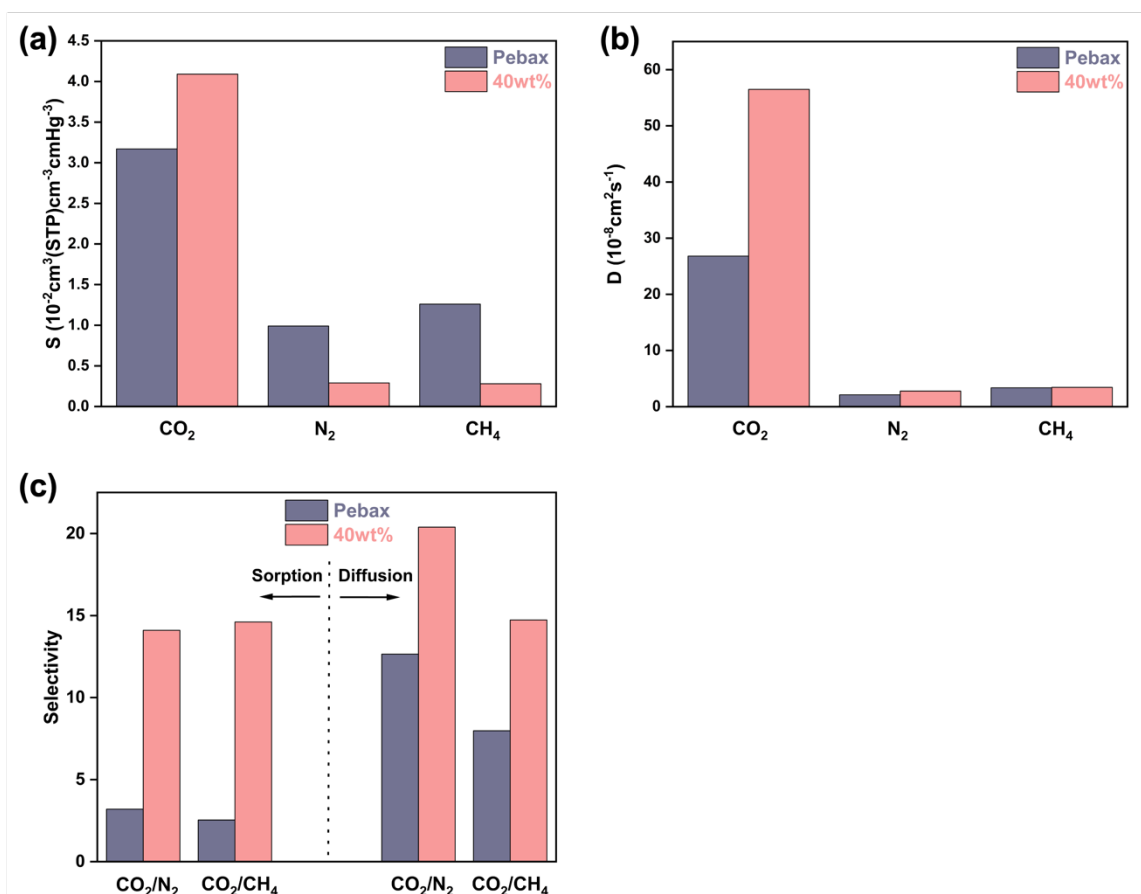 (a)
4.5
4.0
3.5
3.0
2.5
2.0
1.5
1.0
0.5
0.0
S (10⁻²cm³(STP)cm⁻³cmHg⁻³)
Pebax
40wt%
CO₂ N₂ CH₄
(b)
60
50
40
30
20
10
0
D (10⁻⁸cm²s⁻¹)
Pebax
40wt%
CO₂ N₂ CH₄
(c)
20
15
10
5
0
Selectivity
Pebax
40wt%
Sorption Diffusion
CO₂/N₂ CO₂/CH₄ CO₂/N₂ CO₂/CH₄